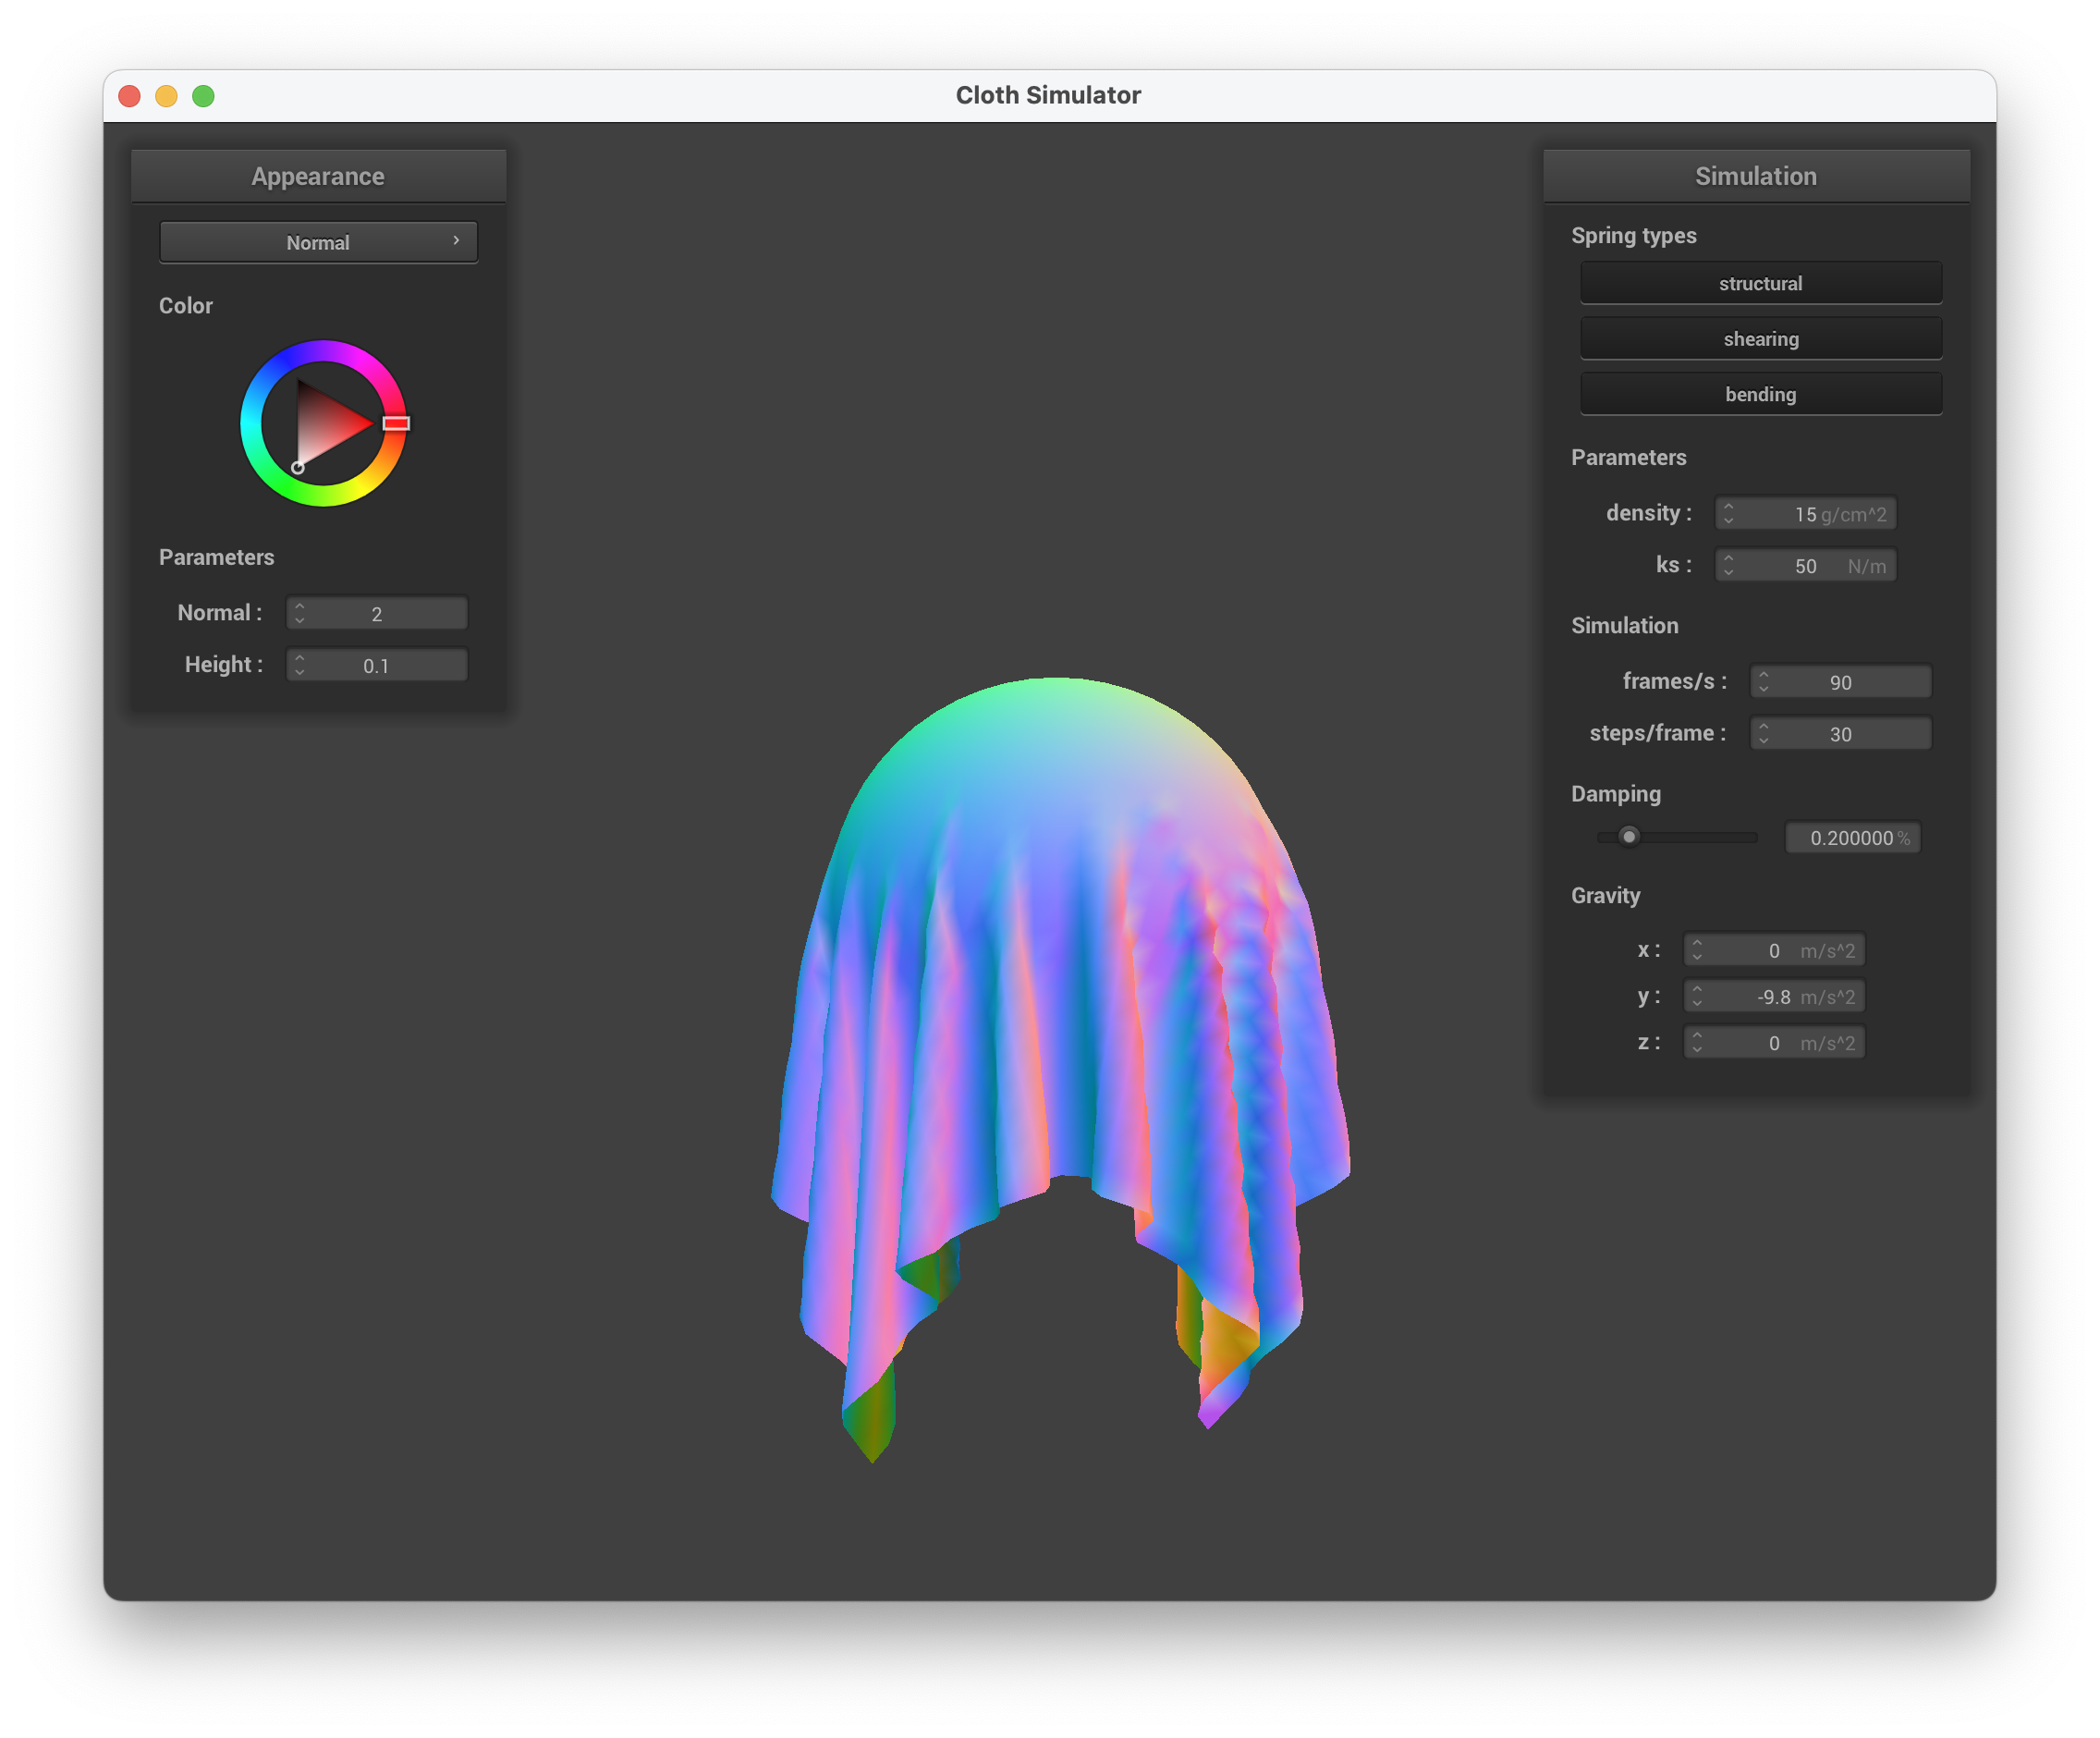 Cloth Simulator
Appearance
Normal
Color
Parameters
Normal :
2
Height :
0.1
Simulation
Spring types
structural
shearing
bending
Parameters
density :
15 g/cm^2
ks :
50 N/m
Simulation
frames/s :
90
steps/frame :
30
Damping
0.200000 %
Gravity
x :
0 m/s^2
y :
-9.8 m/s^2
z :
0 m/s^2